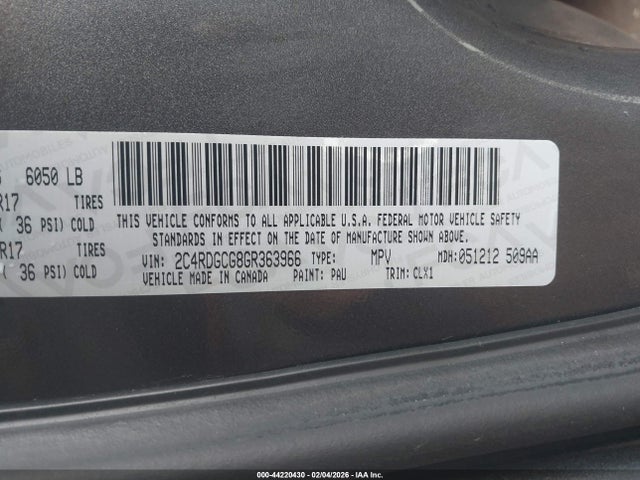 6050 LB
R17 TIRES
( 36 PSI) COLD
R17 TIRES
( 36 PSI) COLD
THIS VEHICLE CONFORMS TO ALL APPLICABLE U.S.A. FEDERAL MOTOR VEHICLE SAFETY
STANDARDS IN EFFECT ON THE DATE OF MANUFACTURE SHOWN ABOVE.
VIN: 2C4RDGCG8GR363966 TYPE: MPV MDH: 051212 509AA
VEHICLE MADE IN CANADA PAINT: PAU TRIM: CLX1
000-44220430 - 02/04/2026 - IAA Inc.